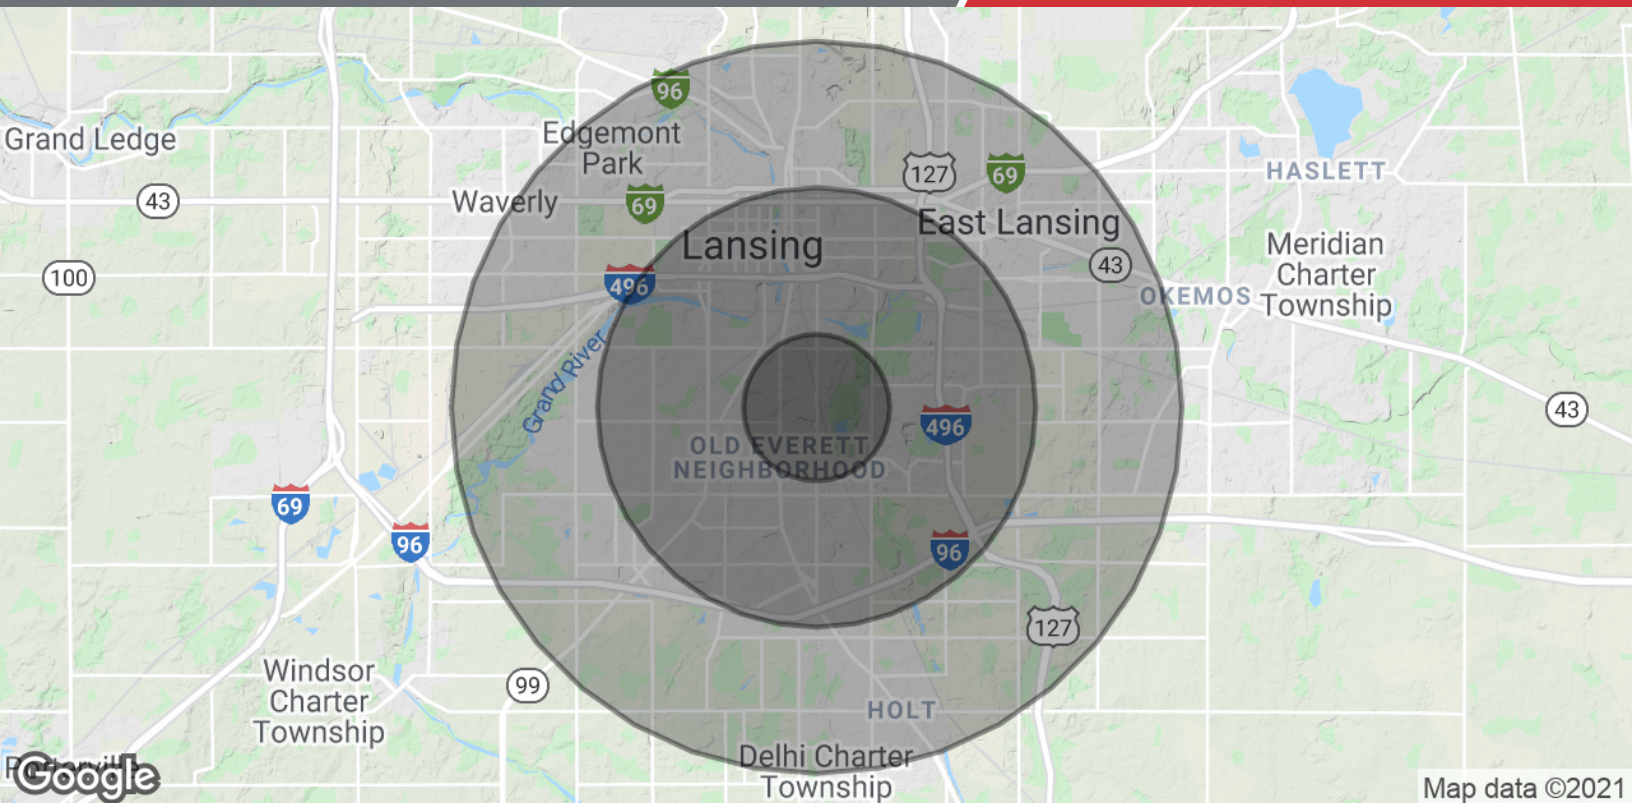 96
Edgemont
Park
Grand Ledge
127
69
HASLETT
43
Waverly
69
East Lansing
Lansing
Meridian
Charter
Township
43
100
496
OKEMOS
Grand River
43
496
OLD EVERETT
NEIGHBORHOOD
69
96
96
127
Windsor
Charter
Township
99
HOLT
Delhi Charter
Township
Google
Map data ©2021